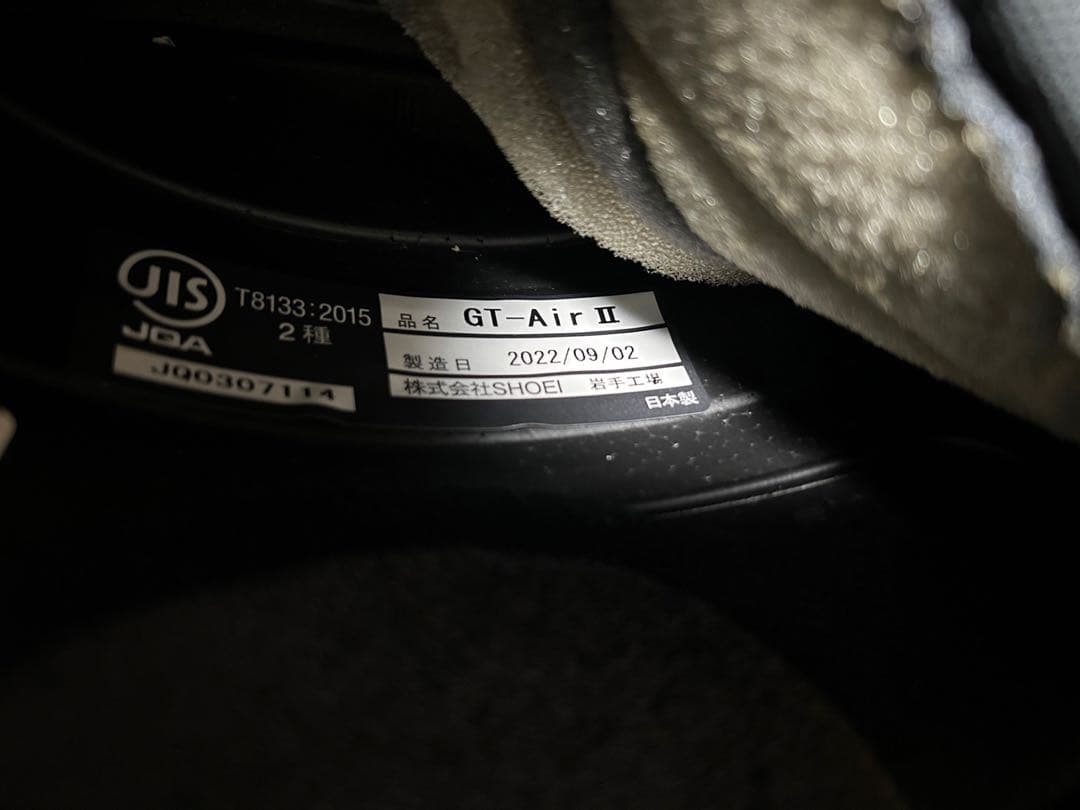 JIS
JQA
T8133:2015
2種
JQ0307114
品名 GT-Air Ⅱ
製造日 2022/09/02
株式会社SHOEI 岩手工場
日本製